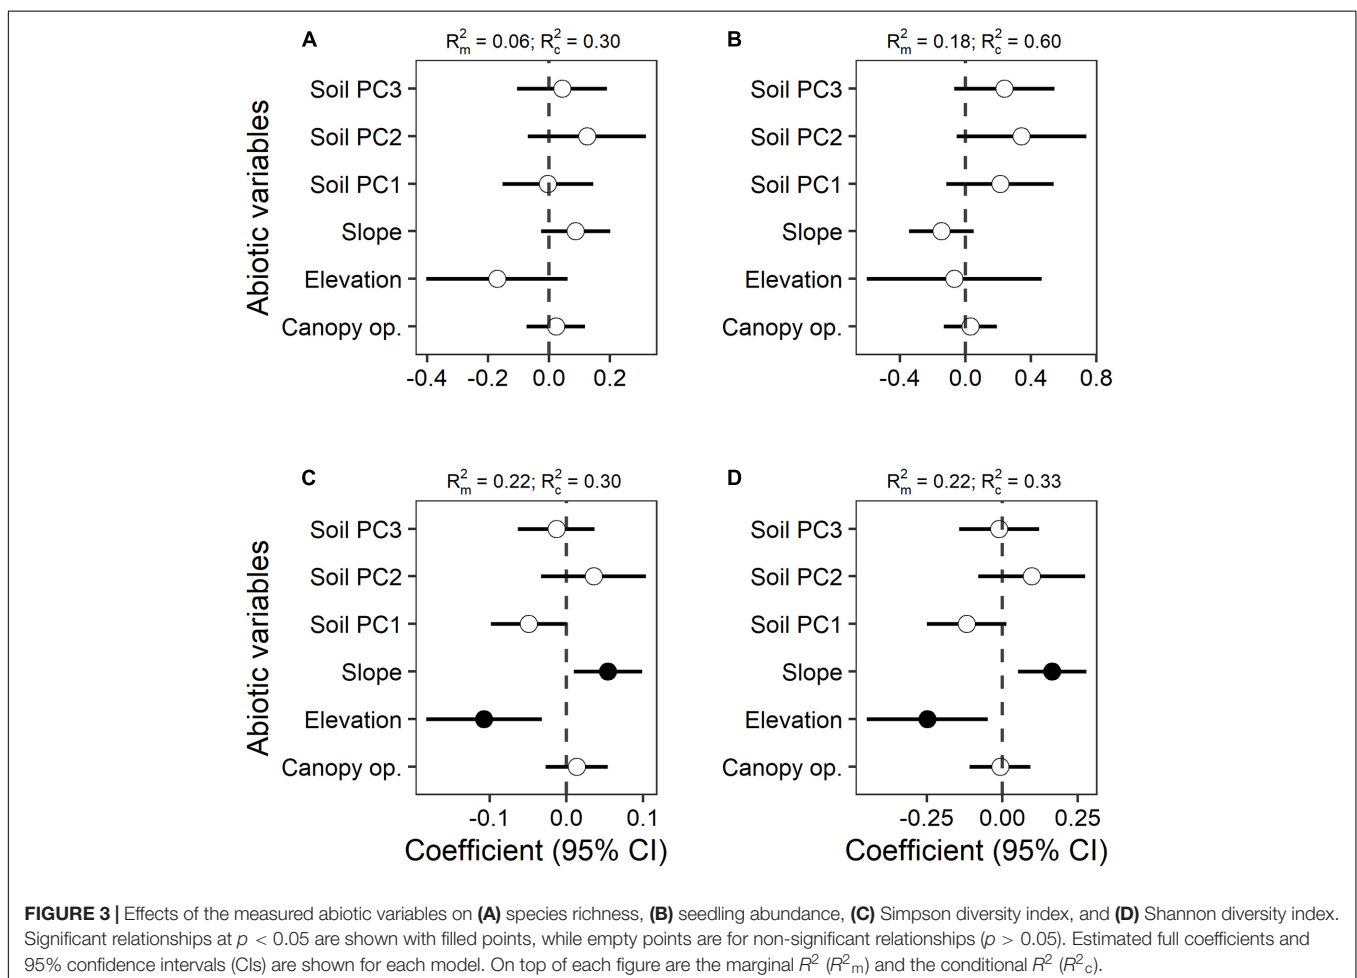 A
R²m = 0.06; R²c = 0.30
Abiotic variables
Soil PC3
Soil PC2
Soil PC1
Slope
Elevation
Canopy op.
-0.4 -0.2 0.0 0.2
B
R²m = 0.18; R²c = 0.60
Soil PC3
Soil PC2
Soil PC1
Slope
Elevation
Canopy op.
-0.4 0.0 0.4 0.8
C
R²m = 0.22; R²c = 0.30
Abiotic variables
Soil PC3
Soil PC2
Soil PC1
Slope
Elevation
Canopy op.
-0.1 0.0 0.1
Coefficient (95% CI)
D
R²m = 0.22; R²c = 0.33
Soil PC3
Soil PC2
Soil PC1
Slope
Elevation
Canopy op.
-0.25 0.00 0.25
Coefficient (95% CI)
FIGURE 3 | Effects of the measured abiotic variables on (A) species richness, (B) seedling abundance, (C) Simpson diversity index, and (D) Shannon diversity index.
Significant relationships at p < 0.05 are shown with filled points, while empty points are for non-significant relationships (p > 0.05). Estimated full coefficients and
95% confidence intervals (CIs) are shown for each model. On top of each figure are the marginal R² (R²m) and the conditional R² (R²c).